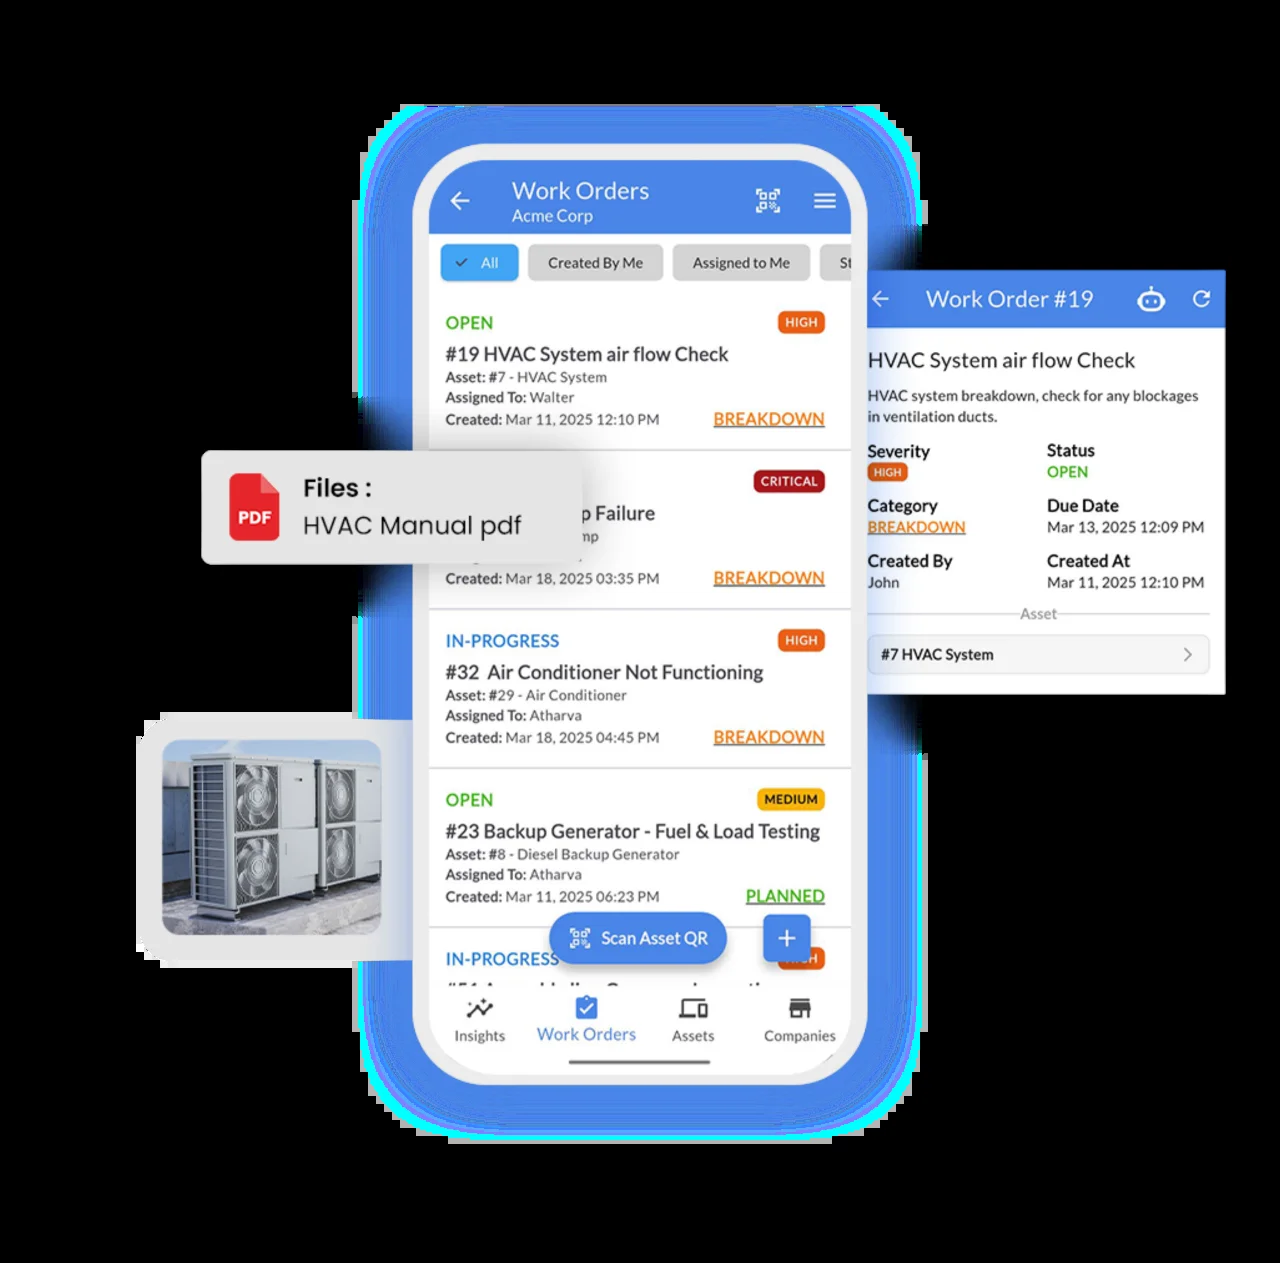 Work Orders
Acme Corp
All
Created By Me
Assigned to Me
OPEN
HIGH
#19 HVAC System air flow Check
Asset: #7 - HVAC System
Assigned To: Walter
Created: Mar 11, 2025 12:10 PM
BREAKDOWN
CRITICAL
Failure
Created: Mar 18, 2025 03:35 PM
BREAKDOWN
IN-PROGRESS
HIGH
#32 Air Conditioner Not Functioning
Asset: #29 - Air Conditioner
Assigned To: Atharva
Created: Mar 18, 2025 04:45 PM
BREAKDOWN
OPEN
MEDIUM
#23 Backup Generator - Fuel & Load Testing
Asset: #8 - Diesel Backup Generator
Assigned To: Atharva
Created: Mar 11, 2025 06:23 PM
PLANNED
Scan Asset QR
+
IN-PROGRESS
Insights
Work Orders
Assets
Companies
PDF
Files :
HVAC Manual pdf
Work Order #19
HVAC System air flow Check
HVAC system breakdown, check for any blockages
in ventilation ducts.
Severity
HIGH
Status
OPEN
Category
BREAKDOWN
Due Date
Mar 13, 2025 12:09 PM
Created By
John
Created At
Mar 11, 2025 12:10 PM
Asset
#7 HVAC System